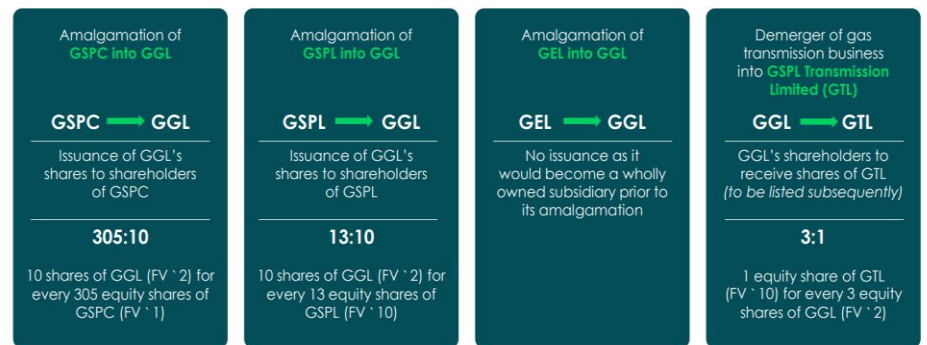 Amalgamation of
GSPC into GGL
GSPC GGL
Issuance of GGL's
shares to shareholders
of GSPC
305:10
10 shares of GGL (FV `2) for
every 305 equity shares of
GSPC (FV `1)
Amalgamation of
GSPL into GGL
GSPL GGL
Issuance of GGL's
shares to shareholders
of GSPL
13:10
10 shares of GGL (FV `2) for
every 13 equity shares of
GSPL (FV `10)
Amalgamation of
GEL into GGL
GEL GGL
No issuance as it
would become a wholly
owned subsidiary prior to
its amalgamation
Demerger of gas
transmission business
into GSPL Transmission
Limited (GTL)
GGL GTL
GGL's shareholders to
receive shares of GTL
(to be listed subsequently)
3:1
1 equity share of GTL
(FV `10) for every 3 equity
shares of GGL (FV `2)